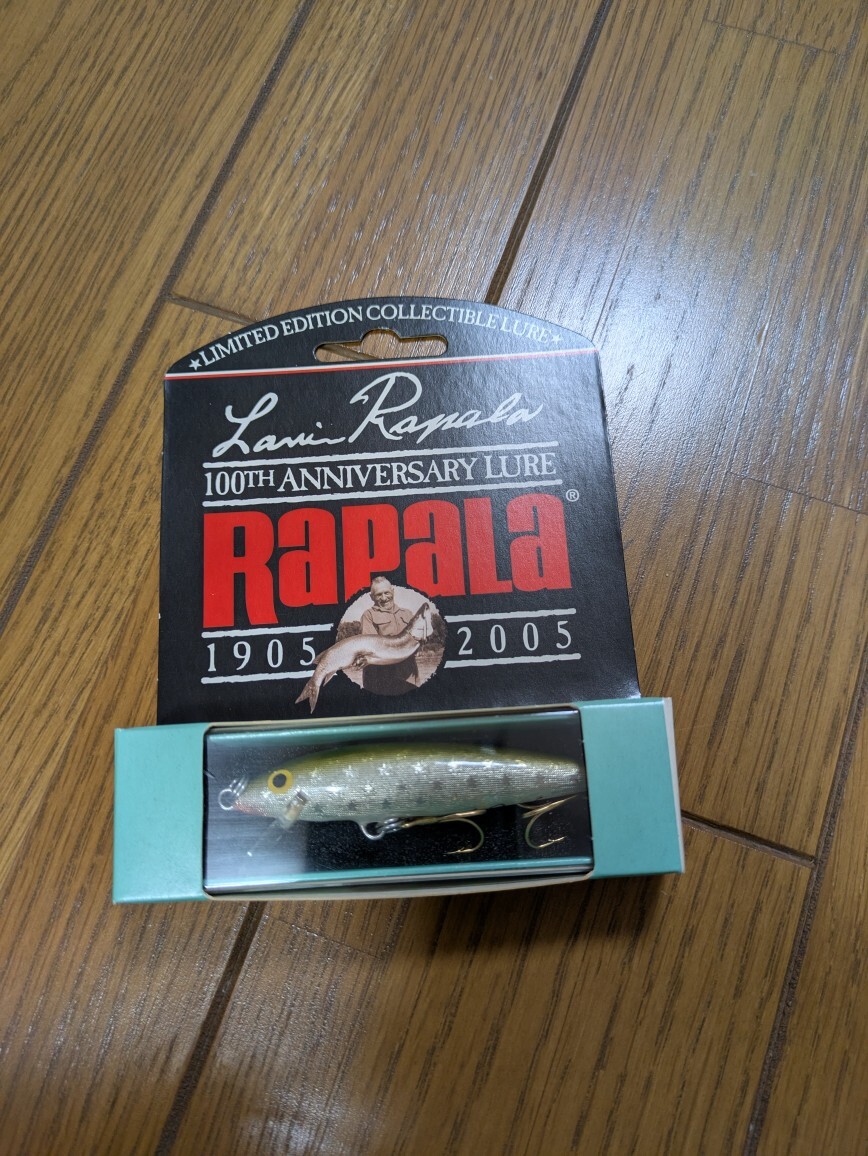 ★LIMITED EDITION COLLECTIBLE LURE★
Lauri Rapala
100TH ANNIVERSARY LURE
RapaLa®
1905 2005